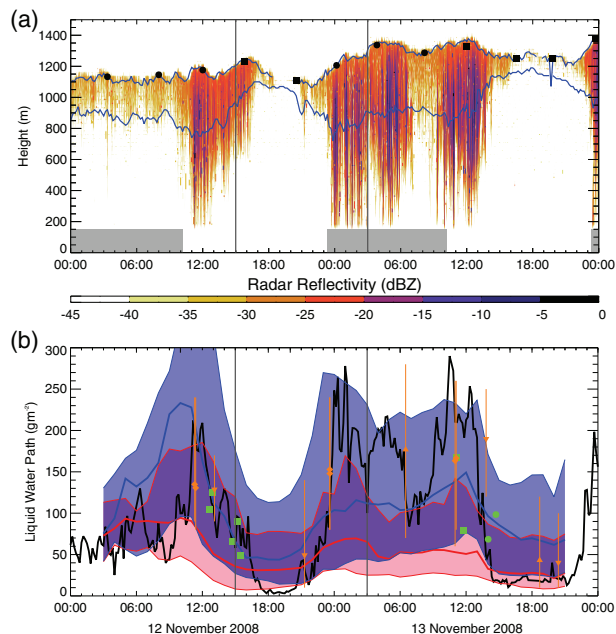 (a)
1400
1200
1000
800
600
400
200
0
Height (m)
00:00 06:00 12:00 18:00 00:00 06:00 12:00 18:00 00:00
Radar Reflectivity (dBZ)
-45 -40 -35 -30 -25 -20 -15 -10 -5 0
(b)
300
250
200
150
100
50
0
Liquid Water Path (gm-2)
00:00 06:00 12:00 18:00 00:00 06:00 12:00 18:00 00:00
12 November 2008 13 November 2008